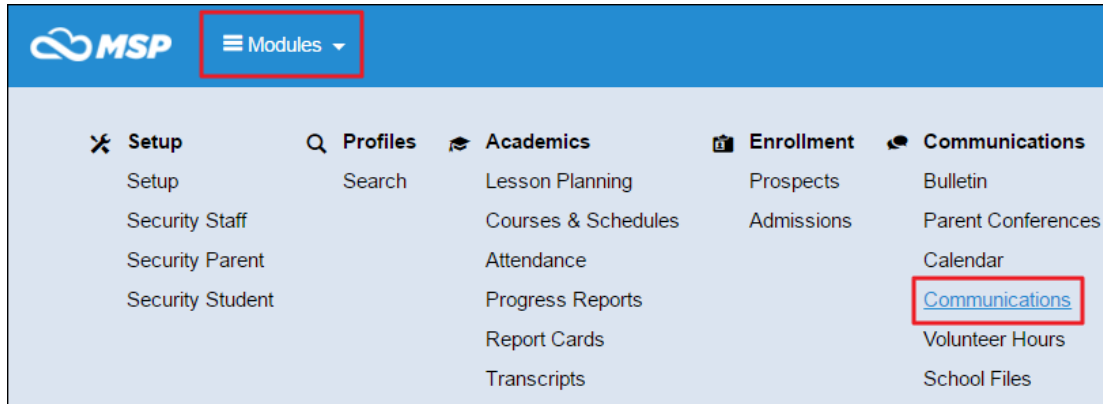 MSP Modules
Setup Profiles Academics Enrollment Communications
Setup Search Lesson Planning Prospects Bulletin
Security Staff Courses & Schedules Admissions Parent Conferences
Security Parent Attendance Calendar
Security Student Progress Reports Communications
Report Cards Volunteer Hours
Transcripts School Files